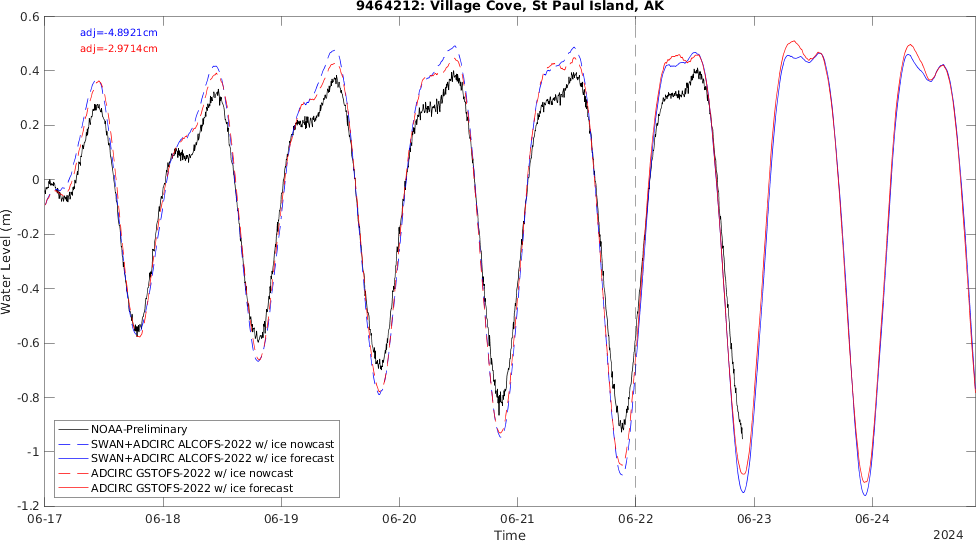 9464212: Village Cove, St Paul Island, AK
adj=-4.8921cm
adj=-2.9714cm
0.6
0.4
0.2
0
-0.2
-0.4
-0.6
-0.8
-1
-1.2
Water Level (m)
NOAA-Preliminary
SWAN+ADCIRC ALCOFS-2022 w/ ice nowcast
SWAN+ADCIRC ALCOFS-2022 w/ ice forecast
ADCIRC GSTOFS-2022 w/ ice nowcast
ADCIRC GSTOFS-2022 w/ ice forecast
06-17 06-18 06-19 06-20 06-21 06-22 06-23 06-24
Time
2024